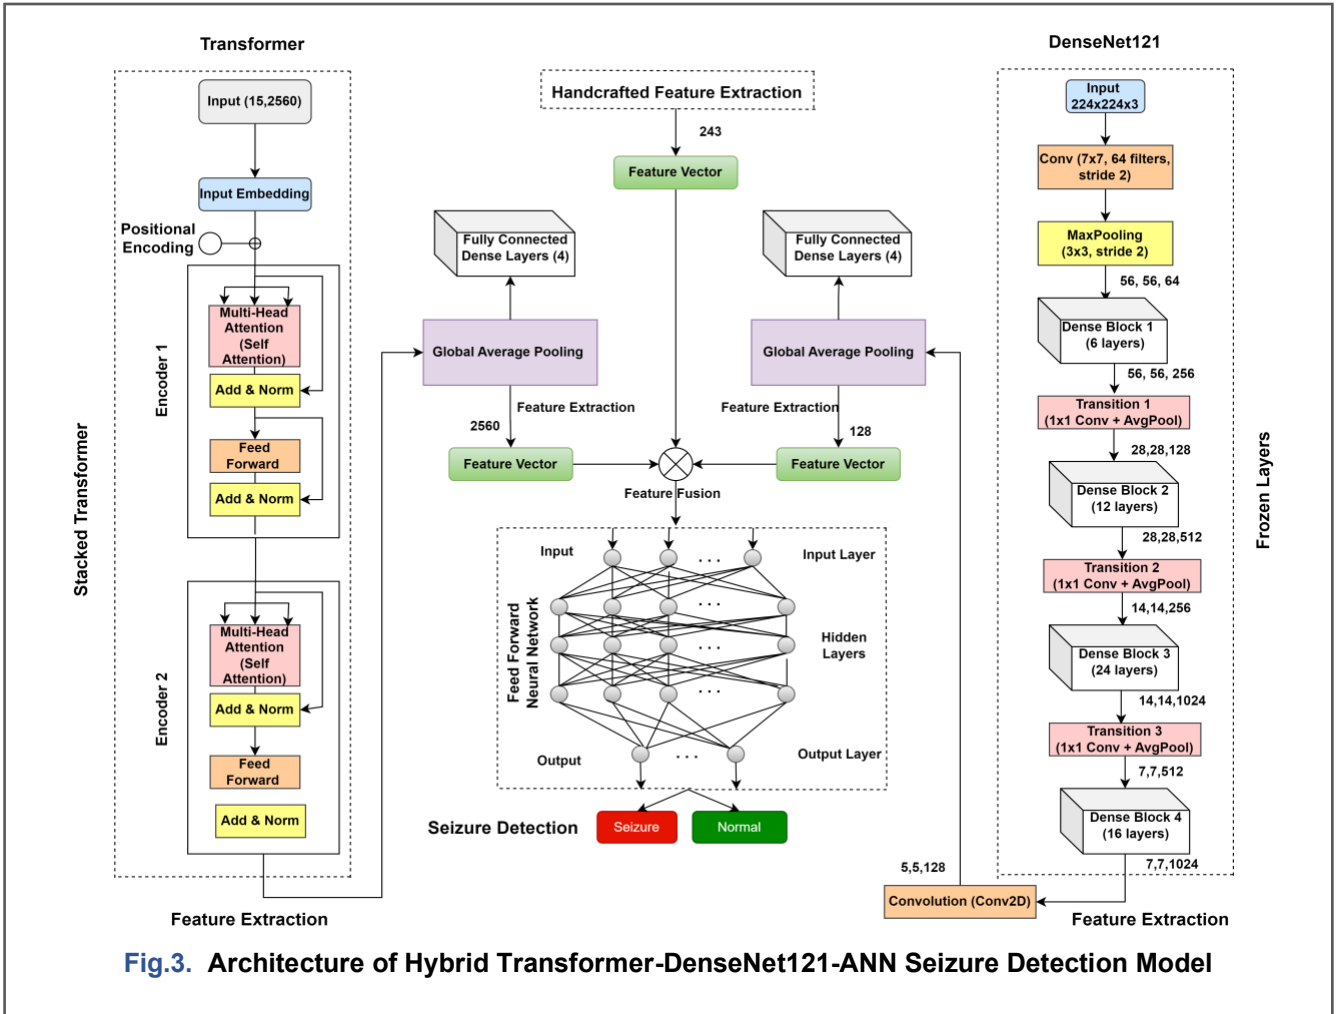 Transformer
Input (15,2560)
Input Embedding
Positional
Encoding
Stacked Transformer
Encoder 1
Multi-Head
Attention
(Self
Attention)
Add & Norm
Feed
Forward
Add & Norm
Encoder 2
Multi-Head
Attention
(Self
Attention)
Add & Norm
Feed
Forward
Add & Norm
Feature Extraction
Handcrafted Feature Extraction
243
Feature Vector
Fully Connected
Dense Layers (4)
Global Average Pooling
Feature Extraction
2560
Feature Vector
Fully Connected
Dense Layers (4)
Global Average Pooling
Feature Extraction
128
Feature Vector
Feature Fusion
Input
Input Layer
. . .
. . .
Feed Forward
Neural Network
Hidden
Layers
. . .
. . .
Output
. . .
Output Layer
Seizure Detection
Seizure
Normal
DenseNet121
Input
224x224x3
Conv (7x7, 64 filters,
stride 2)
MaxPooling
(3x3, stride 2)
56, 56, 64
Dense Block 1
(6 layers)
56, 56, 256
Transition 1
(1x1 Conv + AvgPool)
28,28,128
Dense Block 2
(12 layers)
28,28,512
Transition 2
(1x1 Conv + AvgPool)
14,14,256
Dense Block 3
(24 layers)
14,14,1024
Transition 3
(1x1 Conv + AvgPool)
7,7,512
Dense Block 4
(16 layers)
7,7,1024
Frozen Layers
5,5,128
Convolution (Conv2D)
Feature Extraction
Fig.3. Architecture of Hybrid Transformer-DenseNet121-ANN Seizure Detection Model